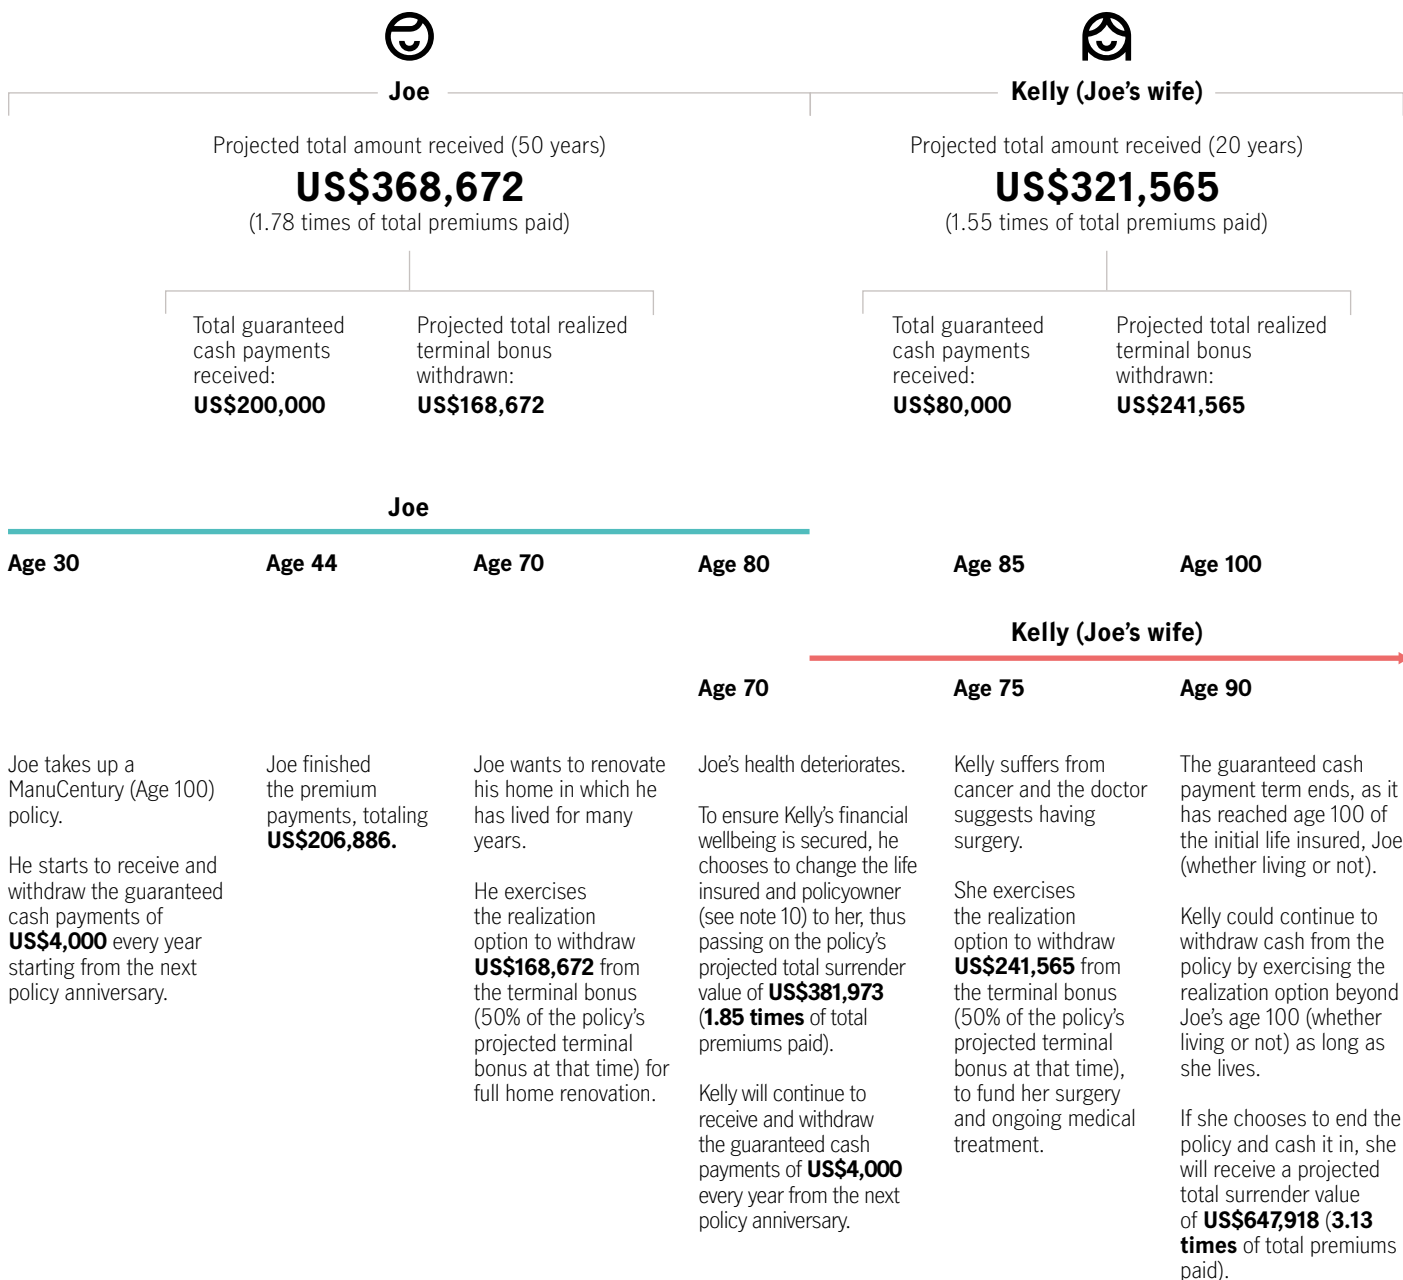 Joe
Kelly (Joe’s wife)
Projected total amount received (50 years)
US$368,672
(1.78 times of total premiums paid)
Projected total amount received (20 years)
US$321,565
(1.55 times of total premiums paid)
Total guaranteed
cash payments
received:
US$200,000
Projected total realized
terminal bonus
withdrawn:
US$168,672
Total guaranteed
cash payments
received:
US$80,000
Projected total realized
terminal bonus
withdrawn:
US$241,565
Joe
Age 30
Age 44
Age 70
Age 80
Age 85
Age 100
Kelly (Joe’s wife)
Age 70
Age 75
Age 90
Joe takes up a
ManuCentury (Age 100)
policy.
He starts to receive and
withdraw the guaranteed
cash payments of
US$4,000 every year
starting from the next
policy anniversary.
Joe finished
the premium
payments, totaling
US$206,886.
Joe wants to renovate
his home in which he
has lived for many
years.
He exercises
the realization
option to withdraw
US$168,672 from
the terminal bonus
(50% of the policy’s
projected terminal
bonus at that time) for
full home renovation.
Joe’s health deteriorates.
To ensure Kelly’s financial
wellbeing is secured, he
chooses to change the life
insured and policyowner
(see note 10) to her, thus
passing on the policy’s
projected total surrender
value of US$381,973
(1.85 times of total
premiums paid).
Kelly will continue to
receive and withdraw
the guaranteed cash
payments of US$4,000
every year from the next
policy anniversary.
Kelly suffers from
cancer and the doctor
suggests having
surgery.
She exercises
the realization
option to withdraw
US$241,565 from
the terminal bonus
(50% of the policy’s
projected terminal
bonus at that time),
to fund her surgery
and ongoing medical
treatment.
The guaranteed cash
payment term ends, as it
has reached age 100 of
the initial life insured, Joe
(whether living or not).
Kelly could continue to
withdraw cash from the
policy by exercising the
realization option beyond
Joe’s age 100 (whether
living or not) as long as
she lives.
If she chooses to end the
policy and cash it in, she
will receive a projected
total surrender value
of US$647,918 (3.13
times of total premiums
paid).